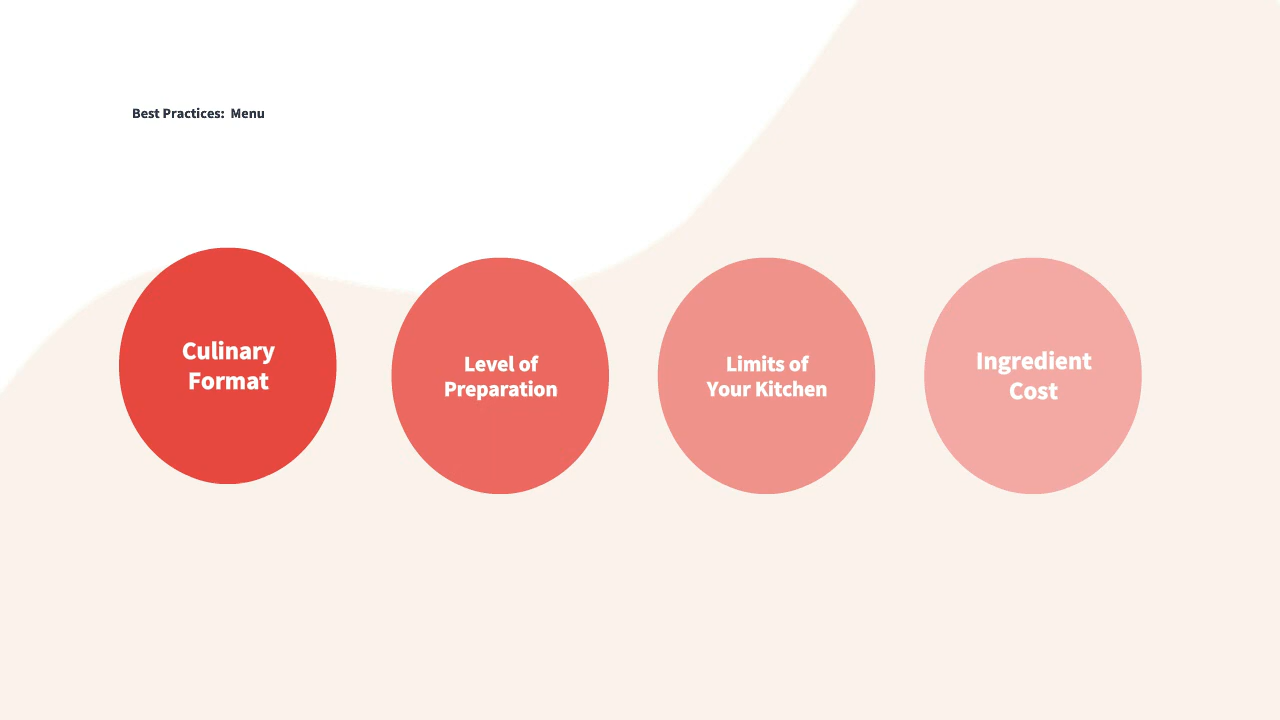 Best Practices:  Menu
Culinary
Format
Level of
Preparation
Limits of
Your Kitchen
Ingredient
Cost